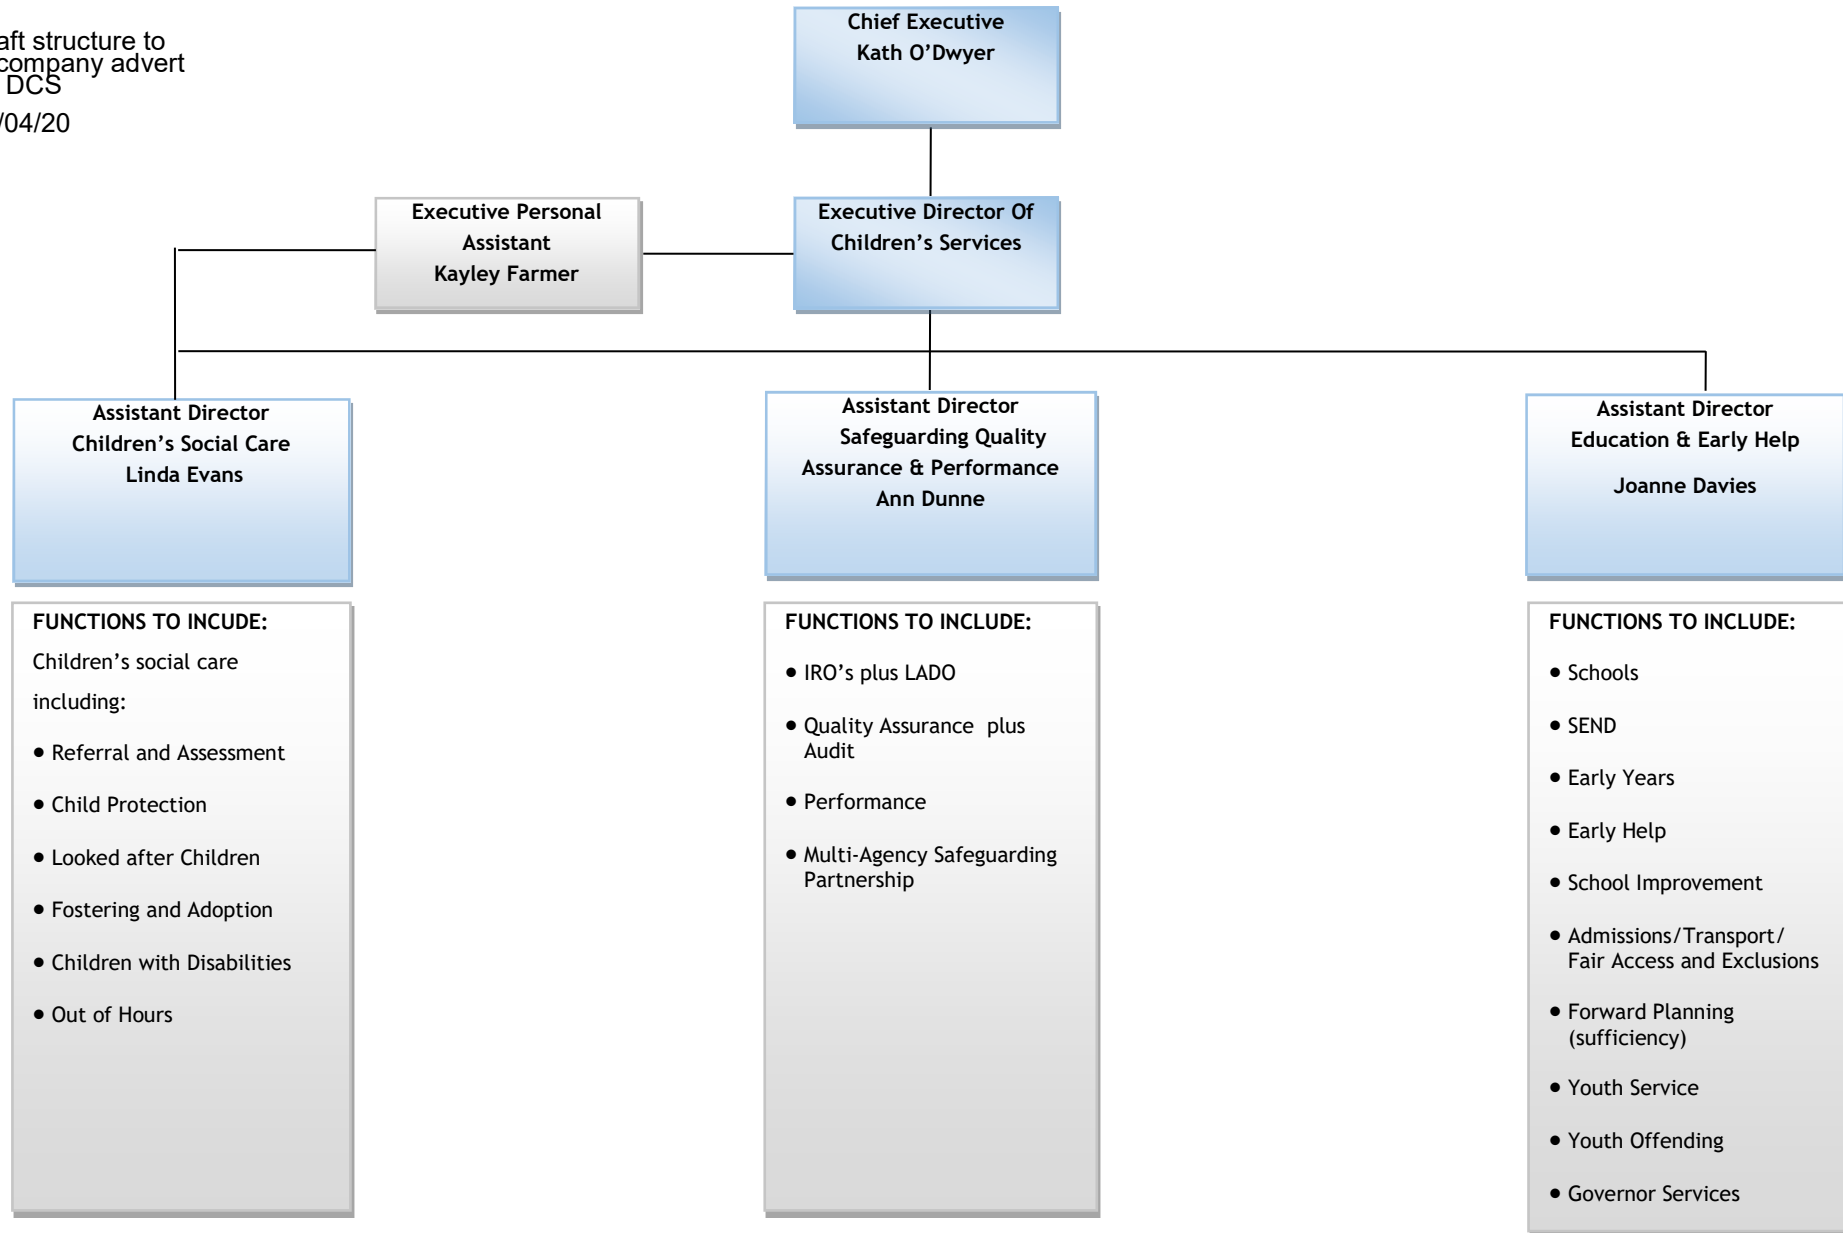 aft structure to
company advert
DCS
/04/20
Chief Executive
Kath O’Dwyer
Executive Personal
Assistant
Kayley Farmer
Executive Director Of
Children’s Services
Assistant Director
Children’s Social Care
Linda Evans
Assistant Director
Safeguarding Quality
Assurance & Performance
Ann Dunne
Assistant Director
Education & Early Help
Joanne Davies
FUNCTIONS TO INCUDE:
Children’s social care
including:
• Referral and Assessment
• Child Protection
• Looked after Children
• Fostering and Adoption
• Children with Disabilities
• Out of Hours
FUNCTIONS TO INCLUDE:
• IRO’s plus LADO
• Quality Assurance  plus
Audit
• Performance
• Multi-Agency Safeguarding
Partnership
FUNCTIONS TO INCLUDE:
• Schools
• SEND
• Early Years
• Early Help
• School Improvement
• Admissions/Transport/
Fair Access and Exclusions
• Forward Planning
(sufficiency)
• Youth Service
• Youth Offending
• Governor Services